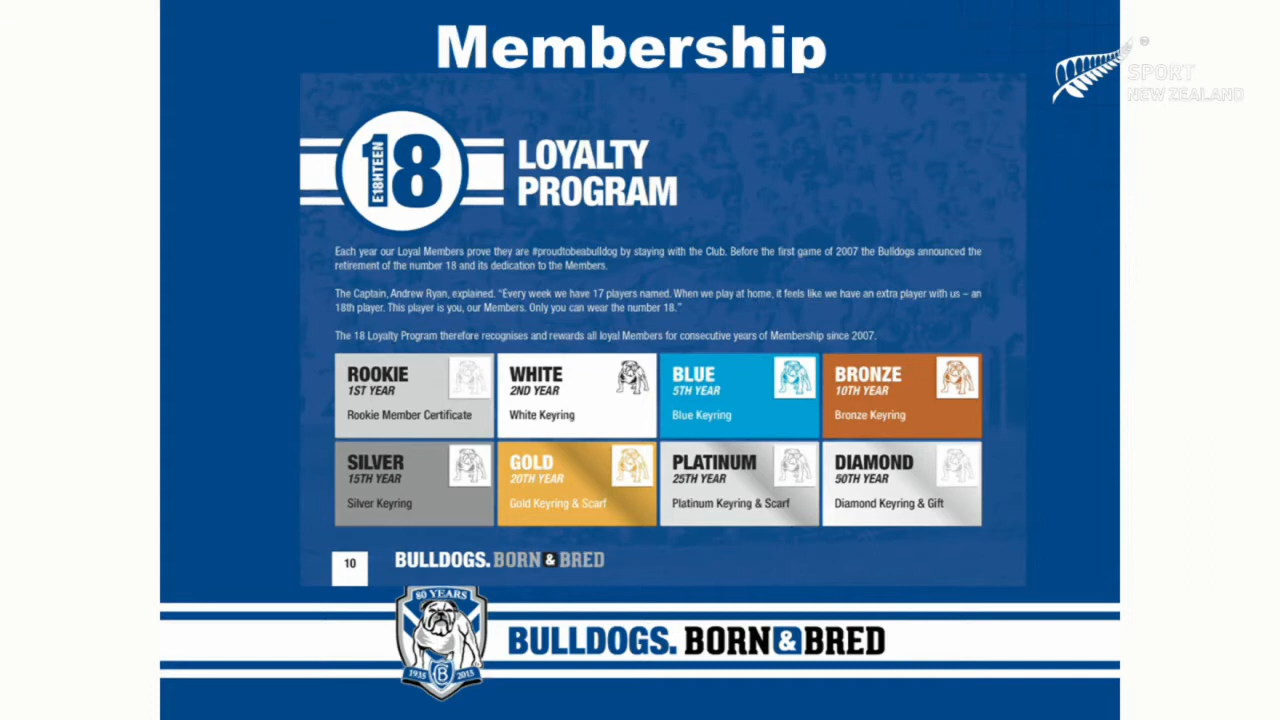 Membership
SPORT
NEW ZEALAND
E18HTEEN
18
LOYALTY
PROGRAM
Each year our Loyal Members prove they are #proudtobeabulldog by staying with the Club. Before the first game of 2007 the Bulldogs announced the
retirement of the number 18 and its dedication to the Members.
The Captain, Andrew Ryan, explained. “Every week we have 17 players named. When we play at home, it feels like we have an extra player with us – an
18th player. This player is you, our Members. Only you can wear the number 18.”
The 18 Loyalty Program therefore recognises and rewards all loyal Members for consecutive years of Membership since 2007.
ROOKIE
1ST YEAR
Rookie Member Certificate
WHITE
2ND YEAR
White Keyring
BLUE
5TH YEAR
Blue Keyring
BRONZE
10TH YEAR
Bronze Keyring
SILVER
15TH YEAR
Silver Keyring
GOLD
20TH YEAR
Gold Keyring & Scarf
PLATINUM
25TH YEAR
Platinum Keyring & Scarf
DIAMOND
50TH YEAR
Diamond Keyring & Gift
10
BULLDOGS. BORN & BRED
80 YEARS
1935 CB 2015
BULLDOGS. BORN & BRED